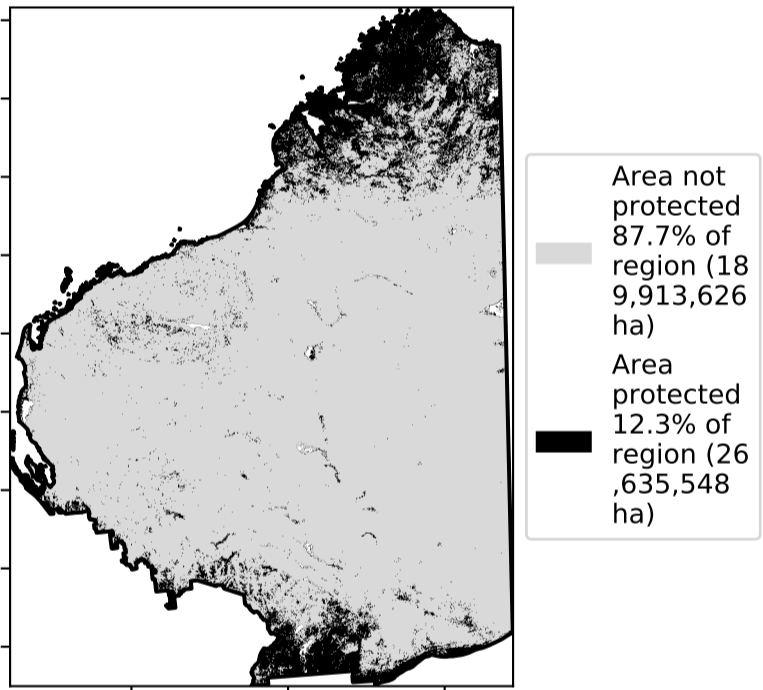 Area not
protected
87.7% of
region (18
9,913,626
ha)
Area
protected
12.3% of
region (26
,635,548
ha)